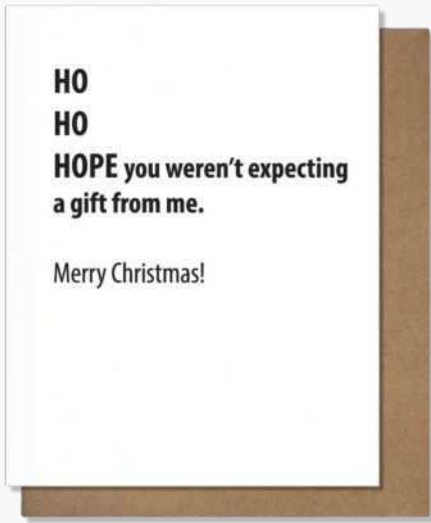 HO
HO
HOPE you weren't expecting
a gift from me.
Merry Christmas!